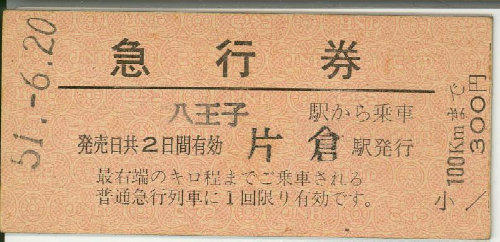 51.-6.20
急行券
八王子 駅から乗車
発売日共2日間有効 片倉駅発行
最右端のキロ程までご乗車される
普通急行列車に1回限り有効です。
100Kmまで
300円
小